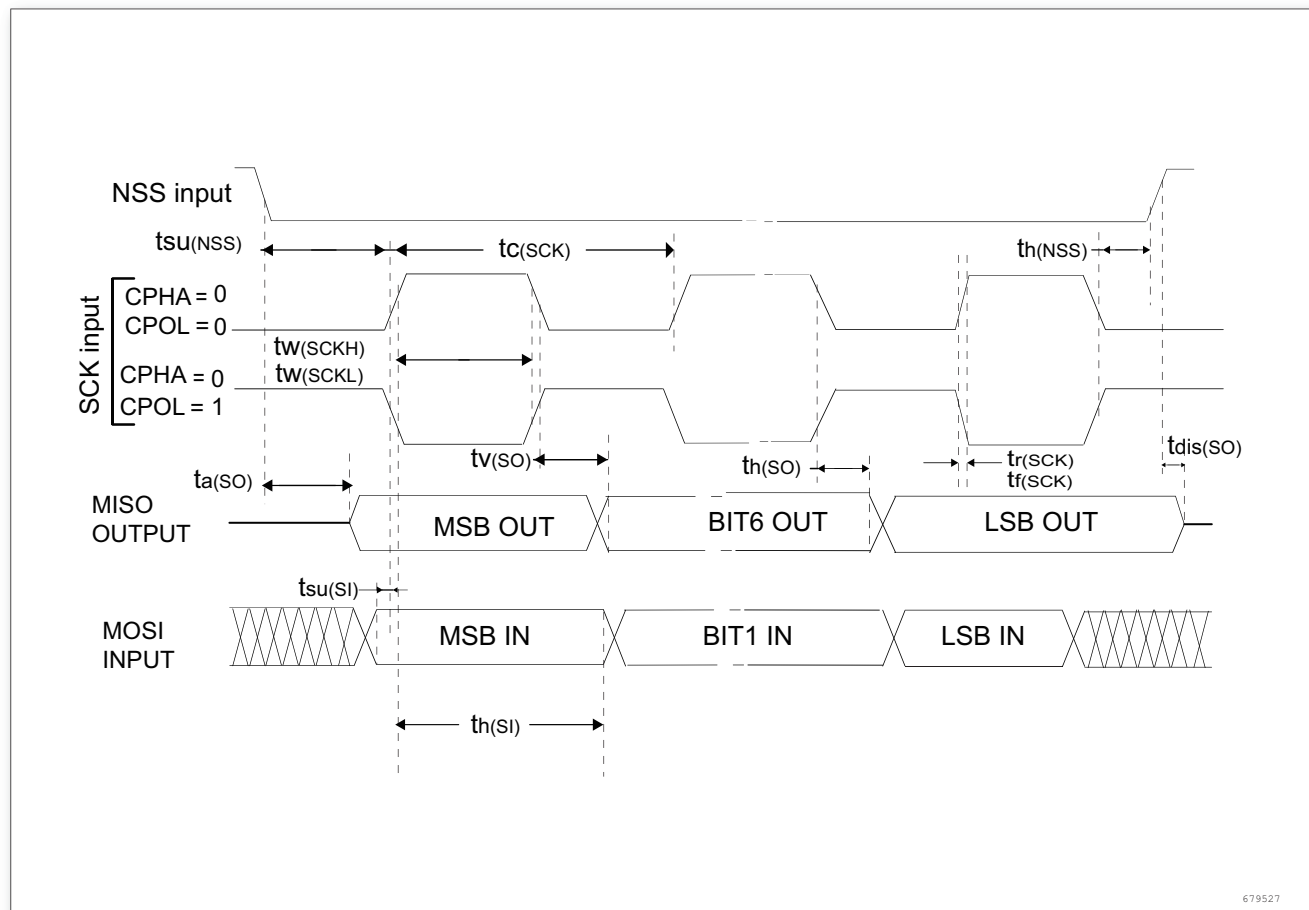 NSS input
tsu(NSS)
tc(SCK)
th(NSS)
SCK input
CPHA = 0
CPOL = 0
tw(SCKH)
CPHA = 0
tw(SCKL)
CPOL = 1
tv(SO)
th(SO)
tr(SCK)
tf(SCK)
tdis(SO)
ta(SO)
MISO
OUTPUT
MSB OUT
BIT6 OUT
LSB OUT
tsu(SI)
MOSI
INPUT
MSB IN
BIT1 IN
LSB IN
th(SI)
679527